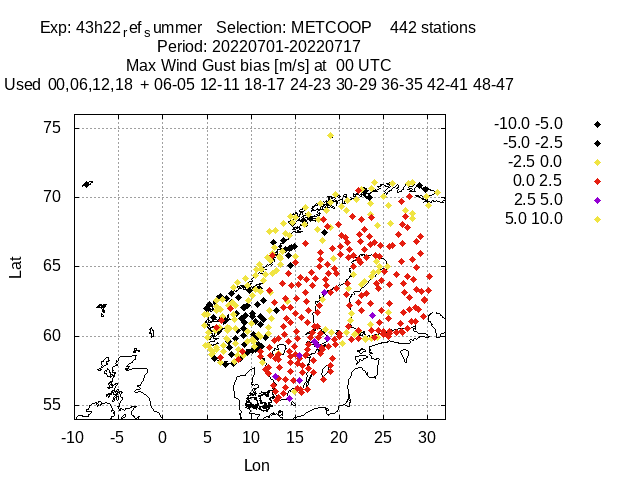 Exp: 43h22refsummer Selection: METCOOP 442 stations
Period: 20220701-20220717
Max Wind Gust bias [m/s] at 00 UTC
Used 00,06,12,18 + 06-05 12-11 18-17 24-23 30-29 36-35 42-41 48-47
-10.0 -5.0
-5.0 -2.5
-2.5 0.0
0.0 2.5
2.5 5.0
5.0 10.0
75
70
65
60
55
Lat
-10 -5 0 5 10 15 20 25 30
Lon